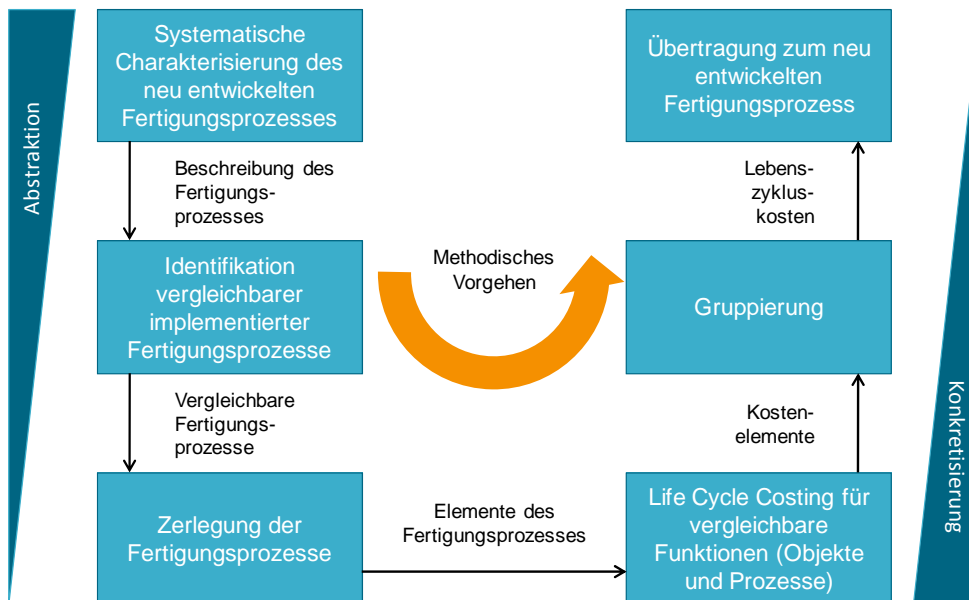 Abstraktion
Systematische
Charakterisierung des
neu entwickelten
Fertigungsprozesses
Beschreibung des
Fertigungs-
prozesses
Identifikation
vergleichbarer
implementierter
Fertigungsprozesse
Vergleichbare
Fertigungs-
prozesse
Zerlegung der
Fertigungsprozesse
Elemente des
Fertigungsprozesses
Methodisches
Vorgehen
Life Cycle Costing für
vergleichbare
Funktionen (Objekte
und Prozesse)
Kosten-
elemente
Gruppierung
Lebens-
zyklus-
kosten
Übertragung zum neu
entwickelten
Fertigungsprozess
Konkretisierung